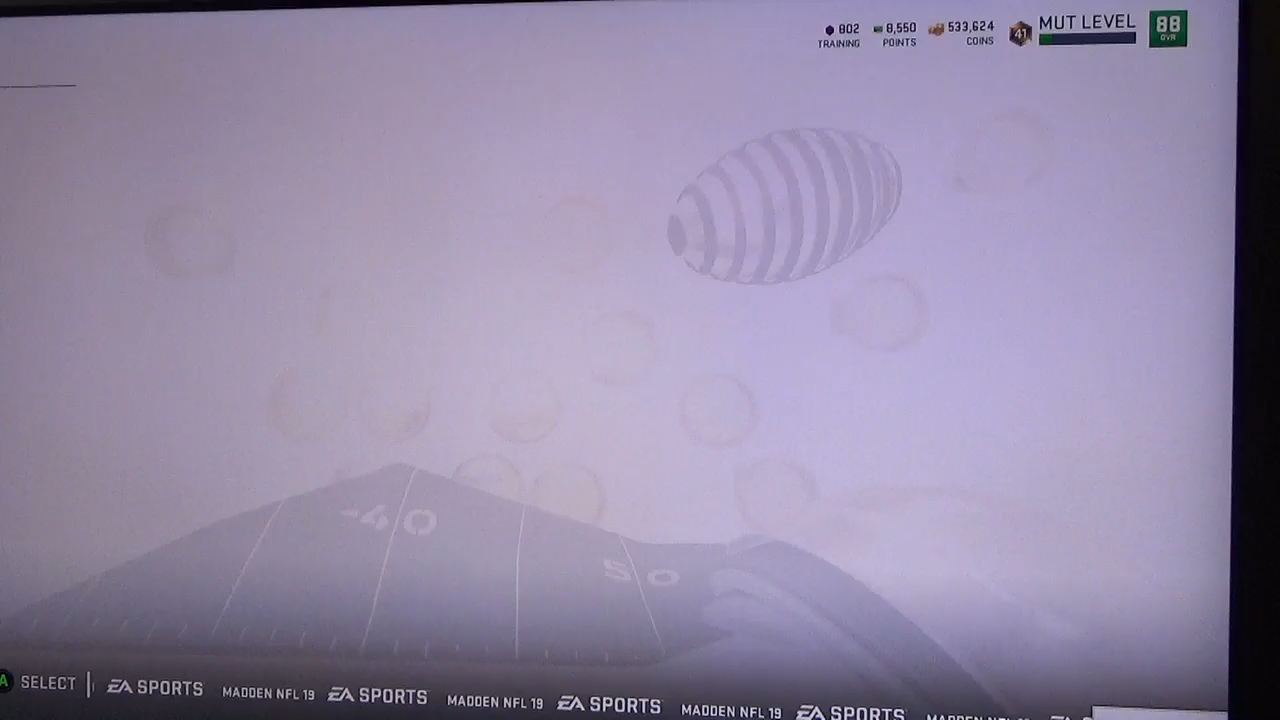 802 8,550 533,624 41 MUT LEVEL 88
TRAINING POINTS COINS OVR
-40
50
A SELECT | EA SPORTS MADDEN NFL 19 EA SPORTS MADDEN NFL 19 EA SPORTS MADDEN NFL 19 EA SPORTS